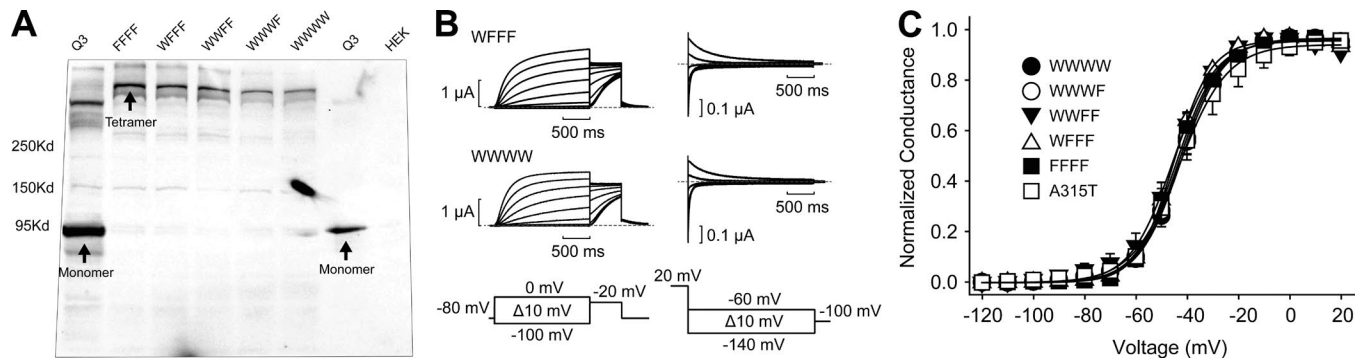 A
Q3 FFFF WFFF WWFF WWWF WWWW Q3 HEK
Tetramer
250Kd
150Kd
95Kd
Monomer
Monomer
B
WFFF
1 µA
500 ms
0.1 µA
500 ms
WWWW
1 µA
500 ms
0.1 µA
500 ms
0 mV
-20 mV
-80 mV
Δ10 mV
-100 mV
20 mV
-60 mV
-100 mV
Δ10 mV
-140 mV
C
Normalized Conductance
1.0
0.8
0.6
0.4
0.2
0.0
WWWW
WWWF
WWFF
WFFF
FFFF
A315T
-120 -100 -80 -60 -40 -20 0 20
Voltage (mV)